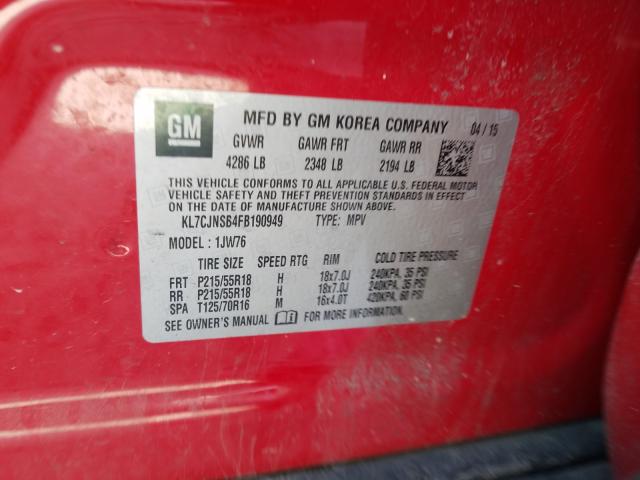 GM
MFD BY GM KOREA COMPANY 04 / 15
GVWR GAWR FRT GAWR RR
4286 LB 2348 LB 2194 LB
THIS VEHICLE CONFORMS TO ALL APPLICABLE U.S. FEDERAL MOTOR
VEHICLE SAFETY AND THEFT PREVENTION STANDARDS IN EFFECT
ON THE DATE OF MANUFACTURE SHOWN ABOVE.
KL7CJNSB4FB190949 TYPE: MPV
MODEL : 1JW76
TIRE SIZE SPEED RTG RIM COLD TIRE PRESSURE
FRT P215/55R18 H 18x7.0J 240KPA, 35 PSI
RR P215/55R18 H 18x7.0J 240KPA, 35 PSI
SPA T125/70R16 M 16x4.0T 420KPA, 60 PSI
SEE OWNER'S MANUAL FOR MORE INFORMATION.